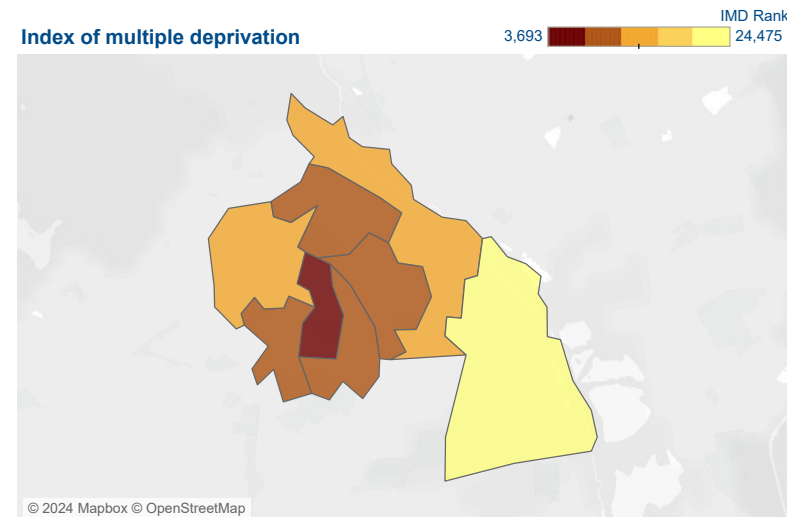 IMD Rank
Index of multiple deprivation
3,693
24,475
© 2024 Mapbox © OpenStreetMap